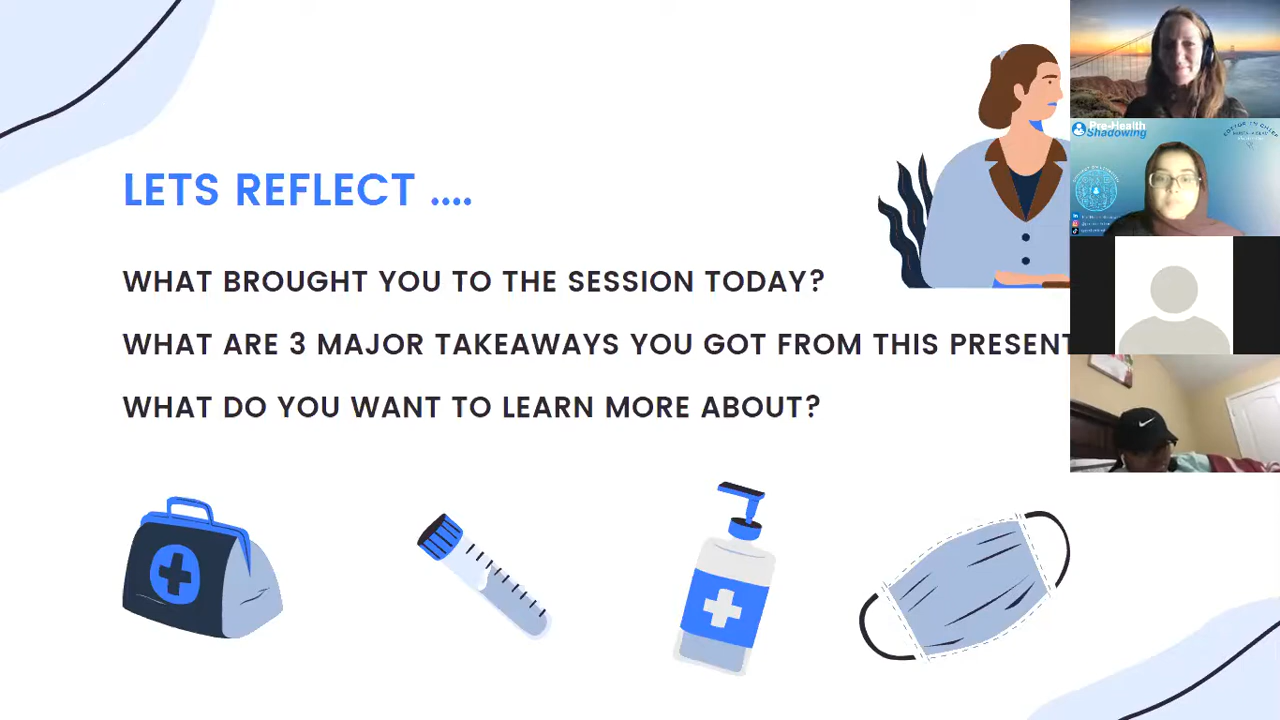 LETS REFLECT ....
WHAT BROUGHT YOU TO THE SESSION TODAY?
WHAT ARE 3 MAJOR TAKEAWAYS YOU GOT FROM THIS PRESENT
WHAT DO YOU WANT TO LEARN MORE ABOUT?
Pre-Health
Shadowing